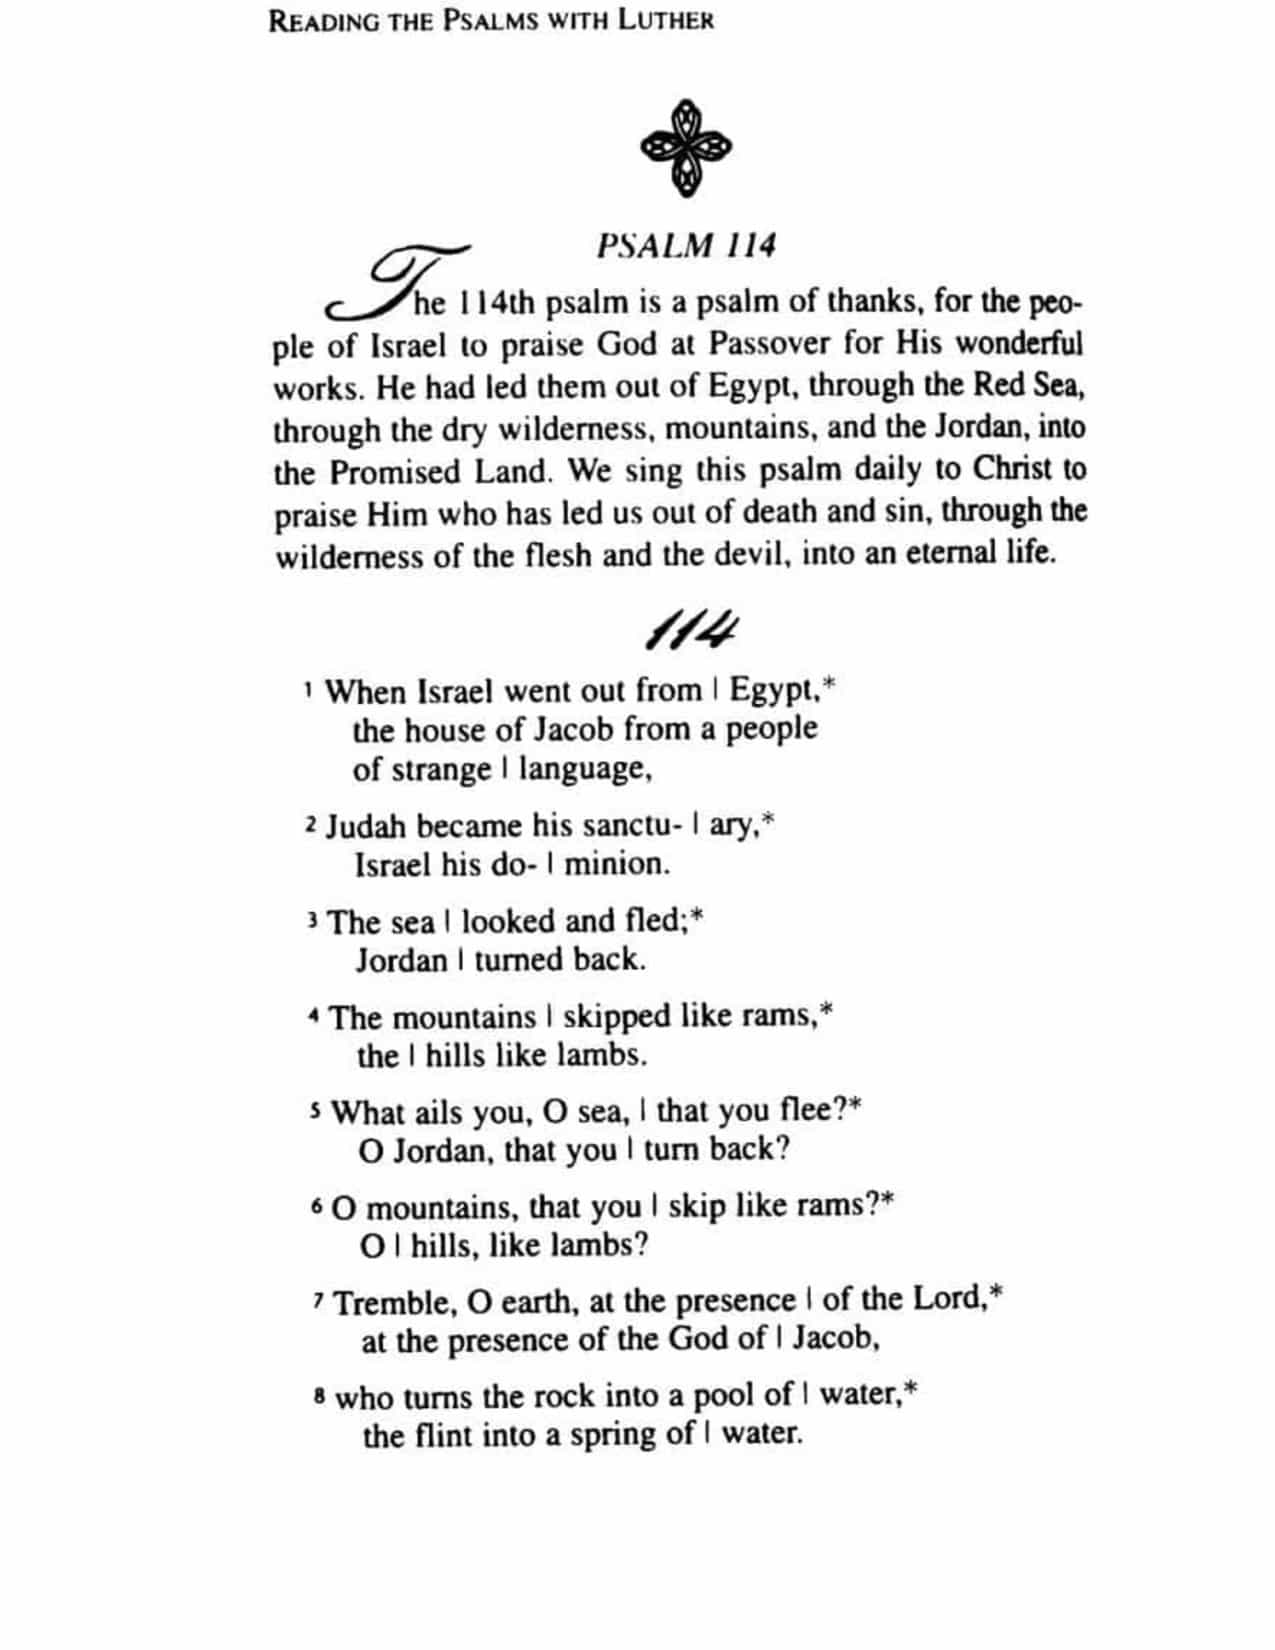 READING THE PSALMS WITH LUTHER
PSALM 114
The 114th psalm is a psalm of thanks, for the peo-
ple of Israel to praise God at Passover for His wonderful
works. He had led them out of Egypt, through the Red Sea,
through the dry wilderness, mountains, and the Jordan, into
the Promised Land. We sing this psalm daily to Christ to
praise Him who has led us out of death and sin, through the
wilderness of the flesh and the devil, into an eternal life.
114
1 When Israel went out from | Egypt,*
the house of Jacob from a people
of strange | language,
2 Judah became his sanctu- | ary,*
Israel his do- | minion.
3 The sea | looked and fled;*
Jordan | turned back.
4 The mountains | skipped like rams,*
the | hills like lambs.
5 What ails you, O sea, | that you flee?*
O Jordan, that you | turn back?
6 O mountains, that you | skip like rams?*
O | hills, like lambs?
7 Tremble, O earth, at the presence | of the Lord,*
at the presence of the God of | Jacob,
8 who turns the rock into a pool of | water,*
the flint into a spring of | water.